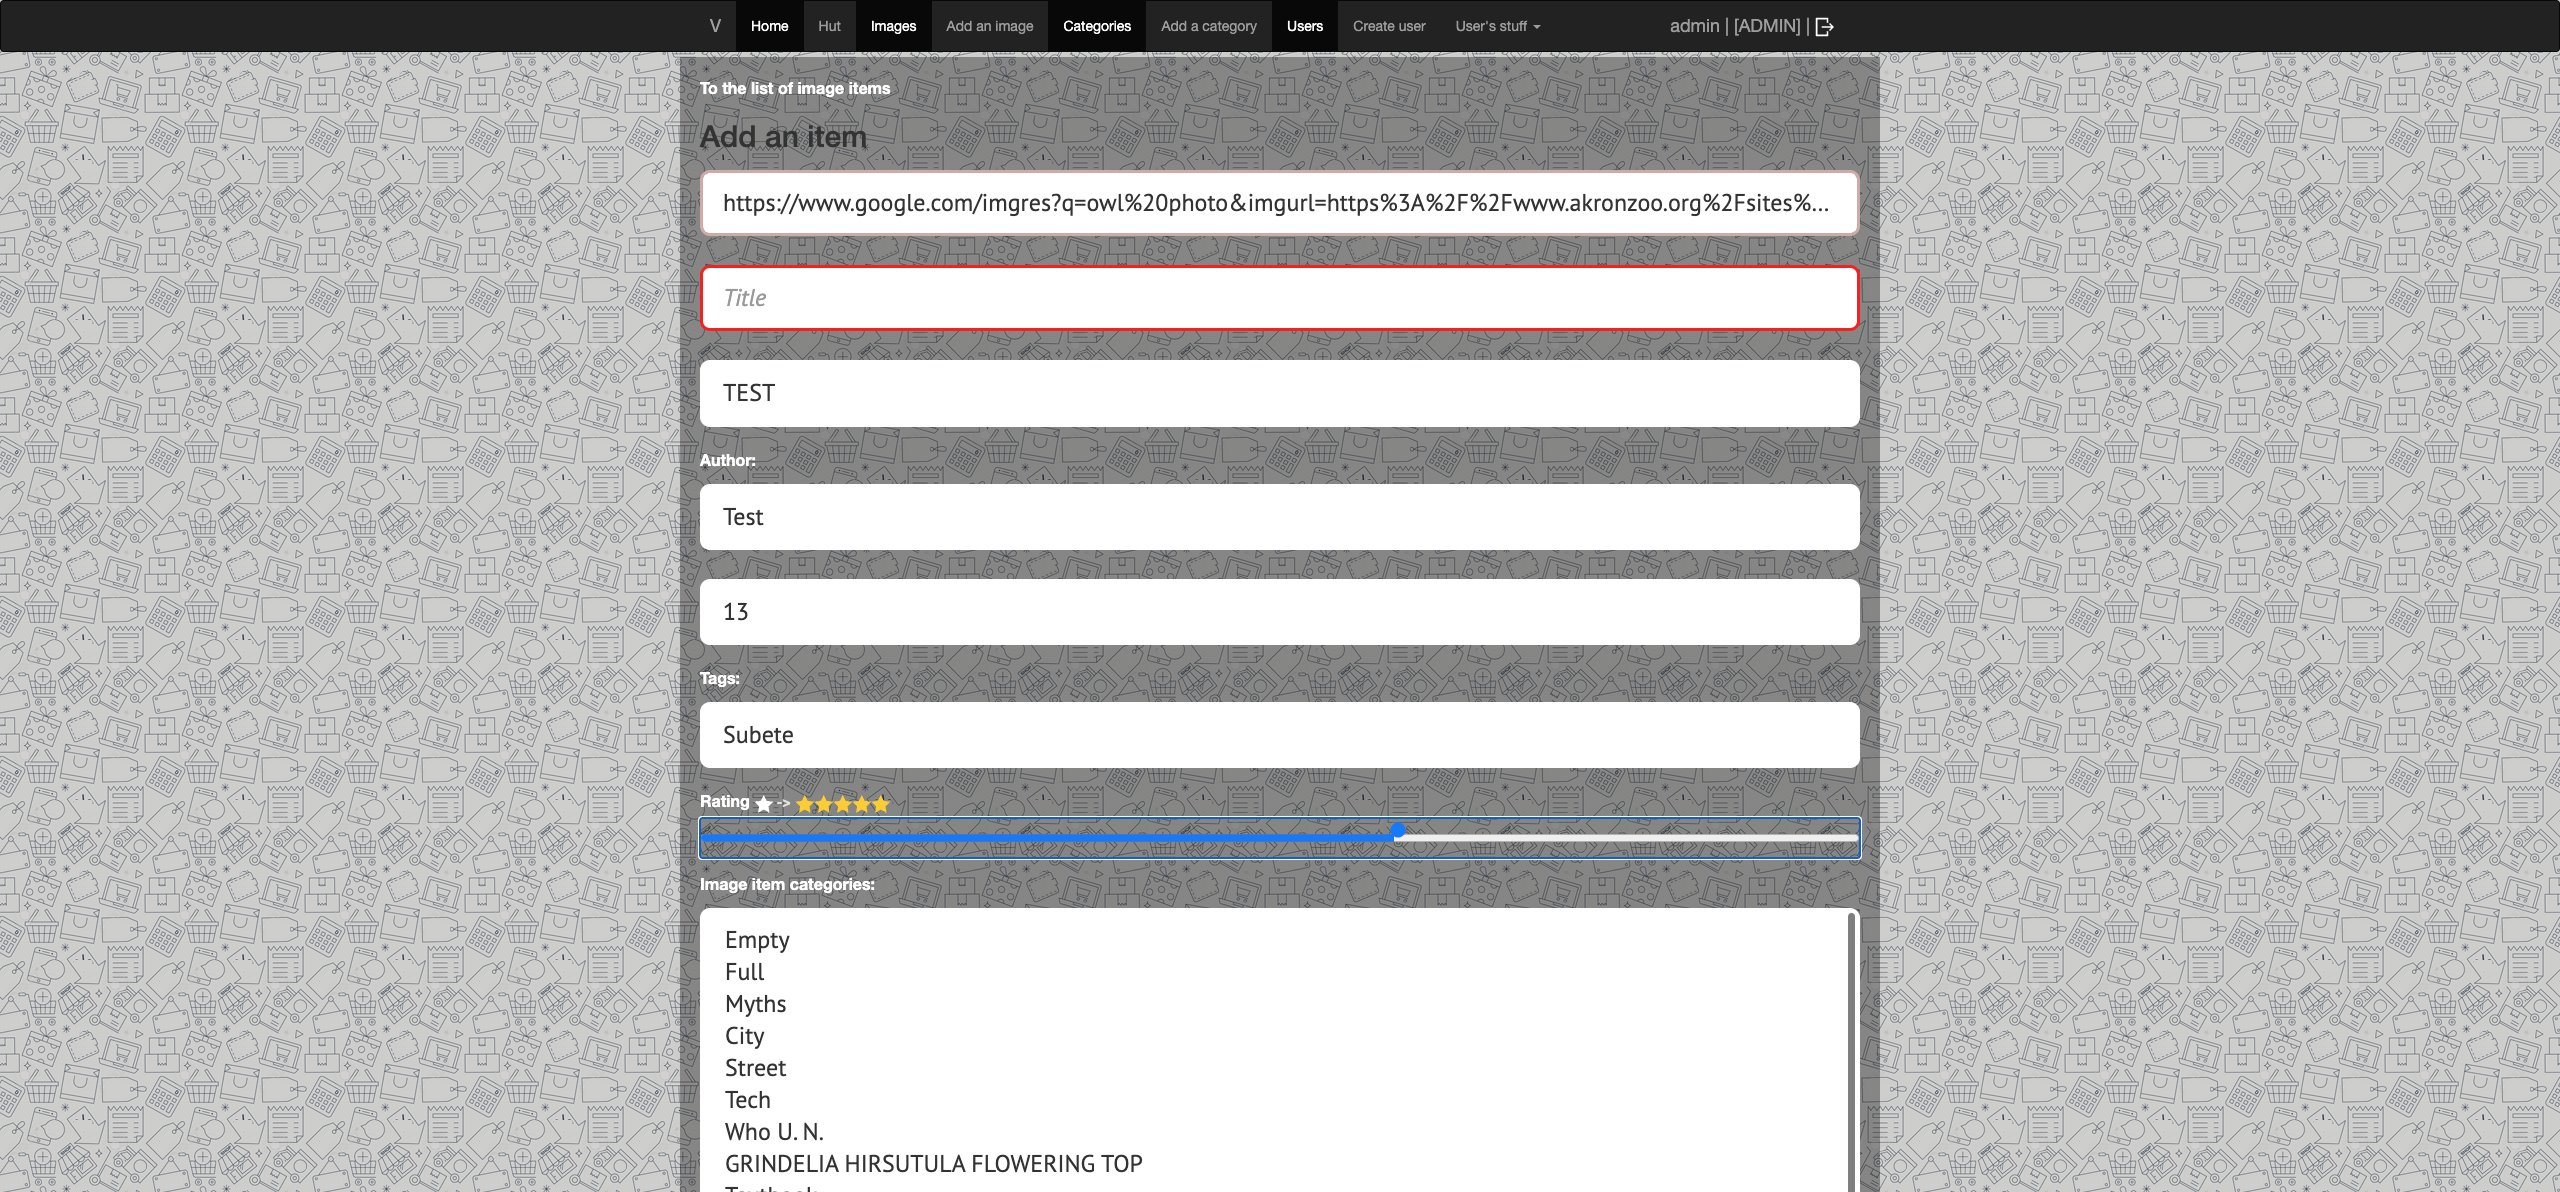 V Home Hut Images Add an image Categories Add a category Users Create user User's stuff admin | [ADMIN] |
To the list of image items
Add an item
https://www.google.com/imgres?q=owl%20photo&imgurl=https%3A%2F%2Fwww.akronzoo.org%2Fsites%...
Title
TEST
Author:
Test
13
Tags:
Subete
Rating ->
Image item categories:
Empty
Full
Myths
City
Street
Tech
Who U. N.
GRINDELIA HIRSUTULA FLOWERING TOP